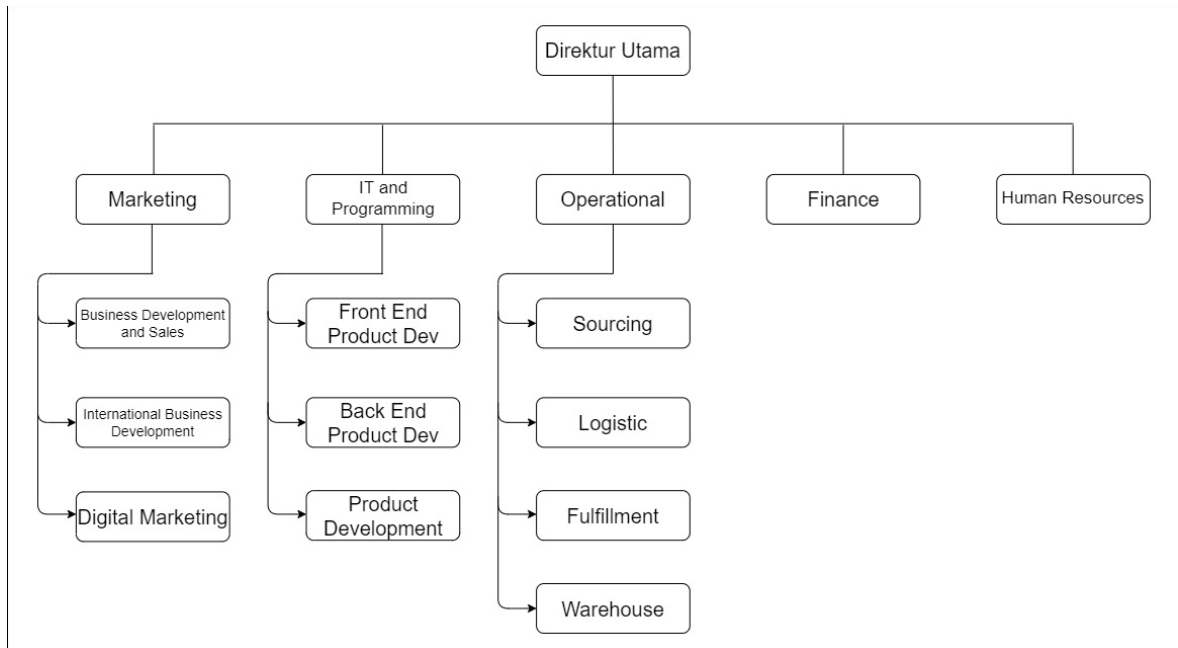 Direktur Utama
Marketing
IT and
Programming
Operational
Finance
Human Resources
Business Development
and Sales
International Business
Development
Digital Marketing
Front End
Product Dev
Back End
Product Dev
Product
Development
Sourcing
Logistic
Fulfillment
Warehouse